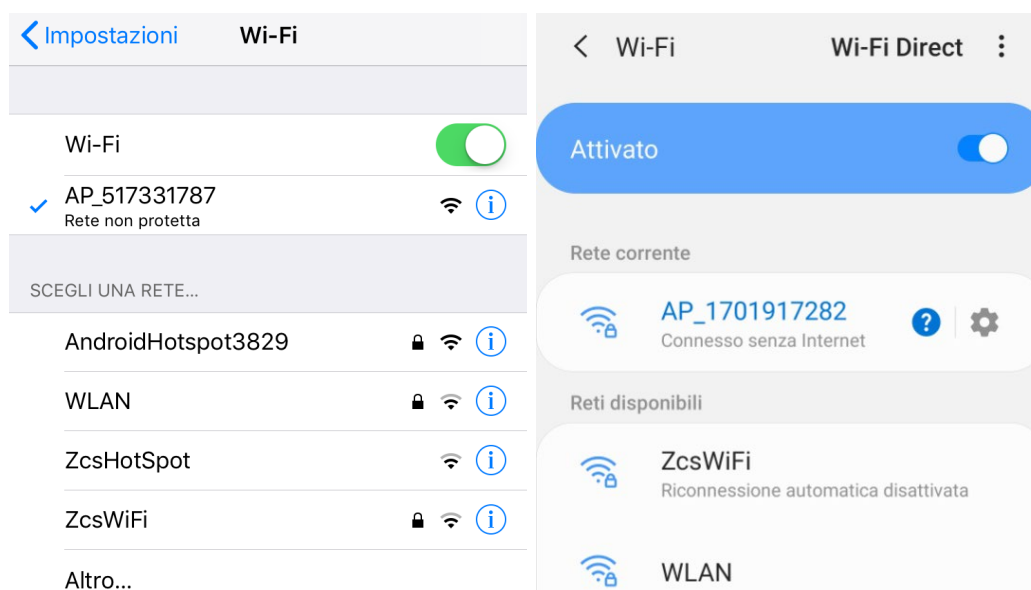 Impostazioni Wi-Fi
Wi-Fi
AP_517331787
Rete non protetta
SCEGLI UNA RETE...
AndroidHotspot3829
WLAN
ZcsHotSpot
ZcsWiFi
Altro...
Wi-Fi Wi-Fi Direct
Attivato
Rete corrente
AP_1701917282
Connesso senza Internet
Reti disponibili
ZcsWiFi
Riconnessione automatica disattivata
WLAN